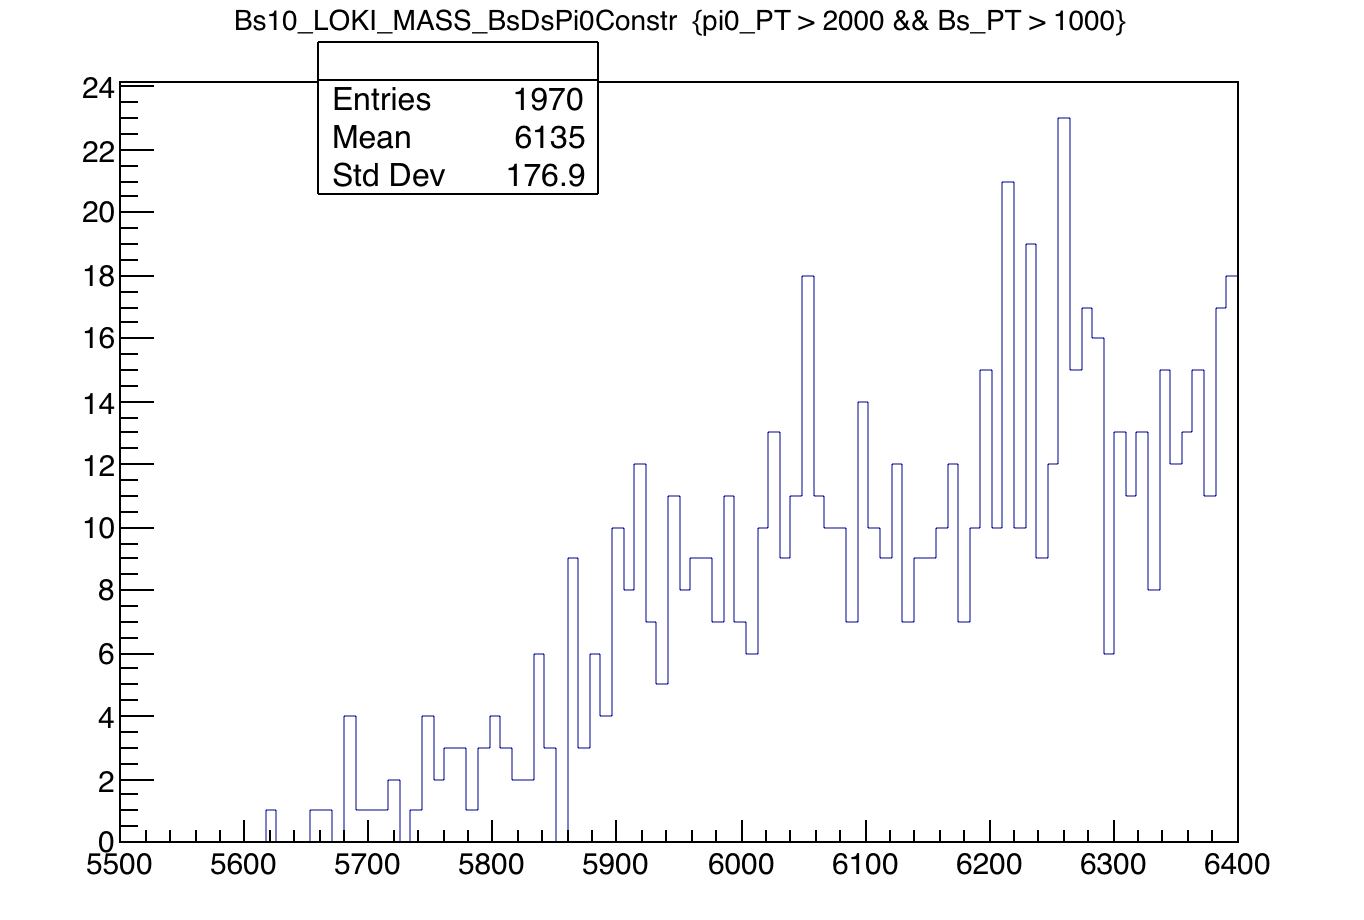 Bs10_LOKI_MASS_BsDsPi0Constr {pi0_PT > 2000 && Bs_PT > 1000}
Entries 1970
Mean 6135
Std Dev 176.9
24
22
20
18
16
14
12
10
8
6
4
2
0
5500 5600 5700 5800 5900 6000 6100 6200 6300 6400